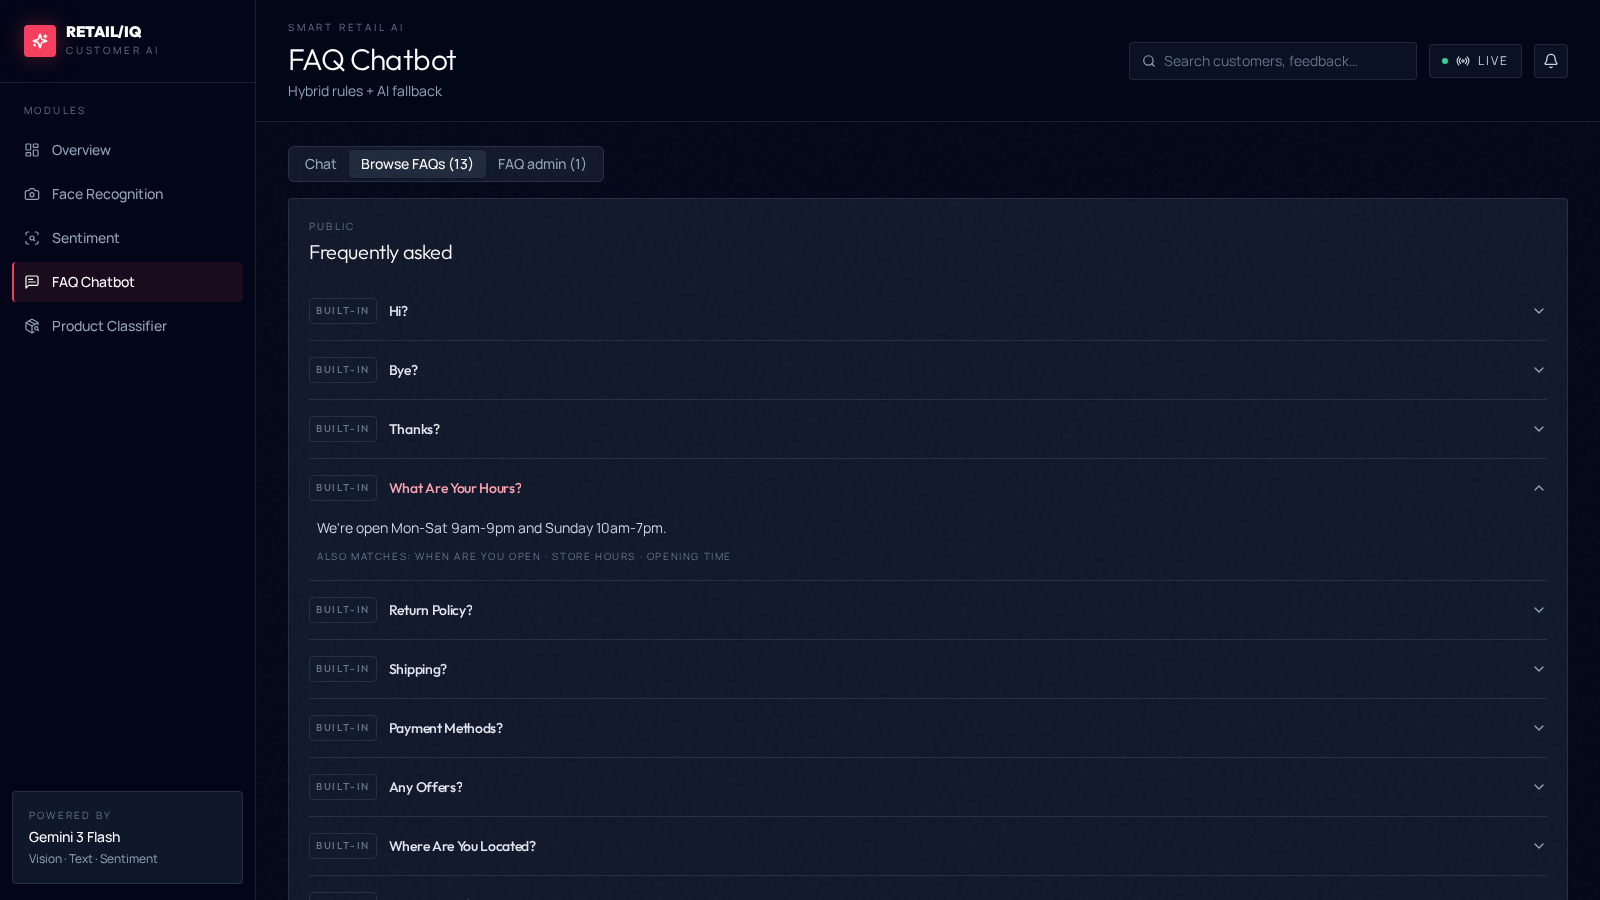 RETAIL/IQ
CUSTOMER AI
MODULES
Overview
Face Recognition
Sentiment
FAQ Chatbot
Product Classifier
POWERED BY
Gemini 3 Flash
Vision · Text · Sentiment
SMART RETAIL AI
FAQ Chatbot
Hybrid rules + AI fallback
Search customers, feedback...
LIVE
Chat
Browse FAQs (13)
FAQ admin (1)
PUBLIC
Frequently asked
BUILT-IN Hi?
BUILT-IN Bye?
BUILT-IN Thanks?
BUILT-IN What Are Your Hours?
We're open Mon-Sat 9am-9pm and Sunday 10am-7pm.
ALSO MATCHES: WHEN ARE YOU OPEN · STORE HOURS · OPENING TIME
BUILT-IN Return Policy?
BUILT-IN Shipping?
BUILT-IN Payment Methods?
BUILT-IN Any Offers?
BUILT-IN Where Are You Located?